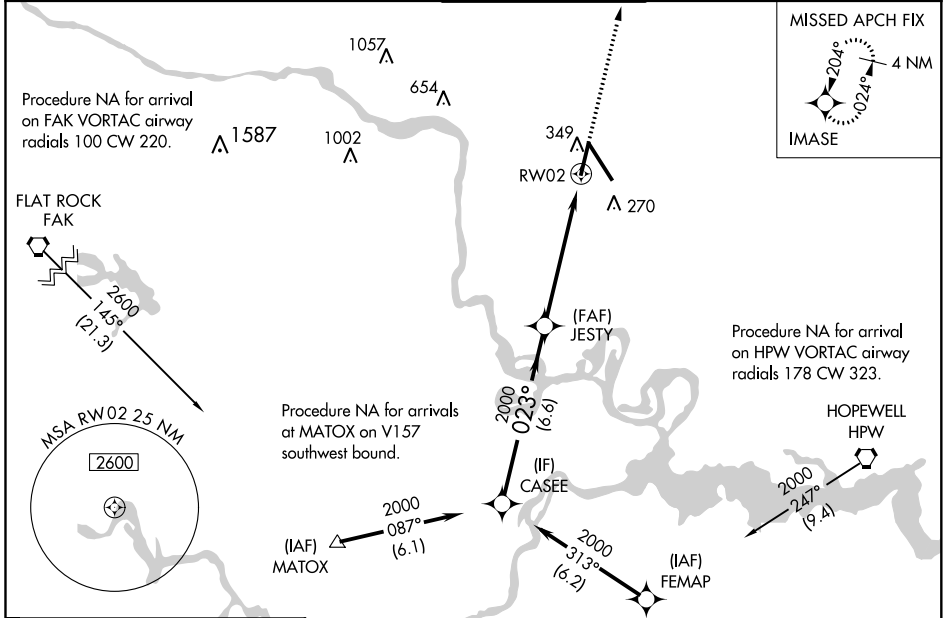 MISSED APCH FIX
204°
4 NM
024°
IMASE
1057
654
Procedure NA for arrival
on FAK VORTAC airway
radials 100 CW 220.
1587
1002
349
RW02
270
FLAT ROCK
FAK
2600
145°
(21.3)
(FAF)
JESTY
Procedure NA for arrival
on HPW VORTAC airway
radials 178 CW 323.
2000
023°
(6.6)
Procedure NA for arrivals
at MATOX on V157
southwest bound.
HOPEWELL
HPW
MSA RW02 25 NM
2600
(IF)
CASEE
2000
247°
(9.4)
2000
087°
(6.1)
(IAF)
MATOX
2000
313°
(6.2)
(IAF)
FEMAP